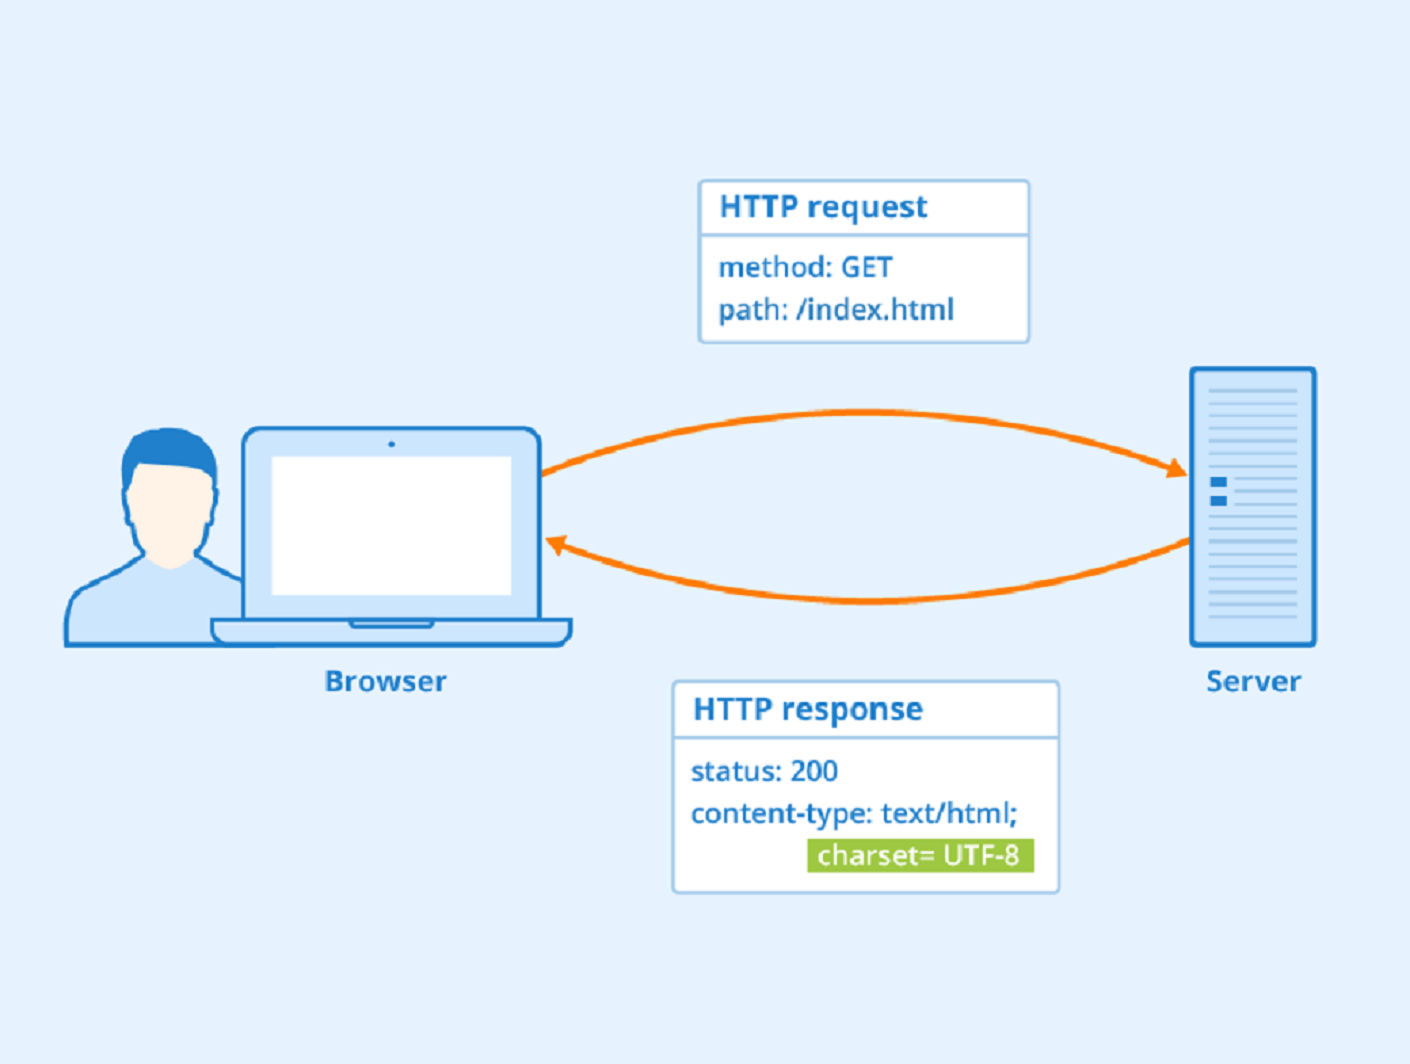 HTTP request
method: GET
path: /index.html
Browser
Server
HTTP response
status: 200
content-type: text/html;
charset= UTF-8